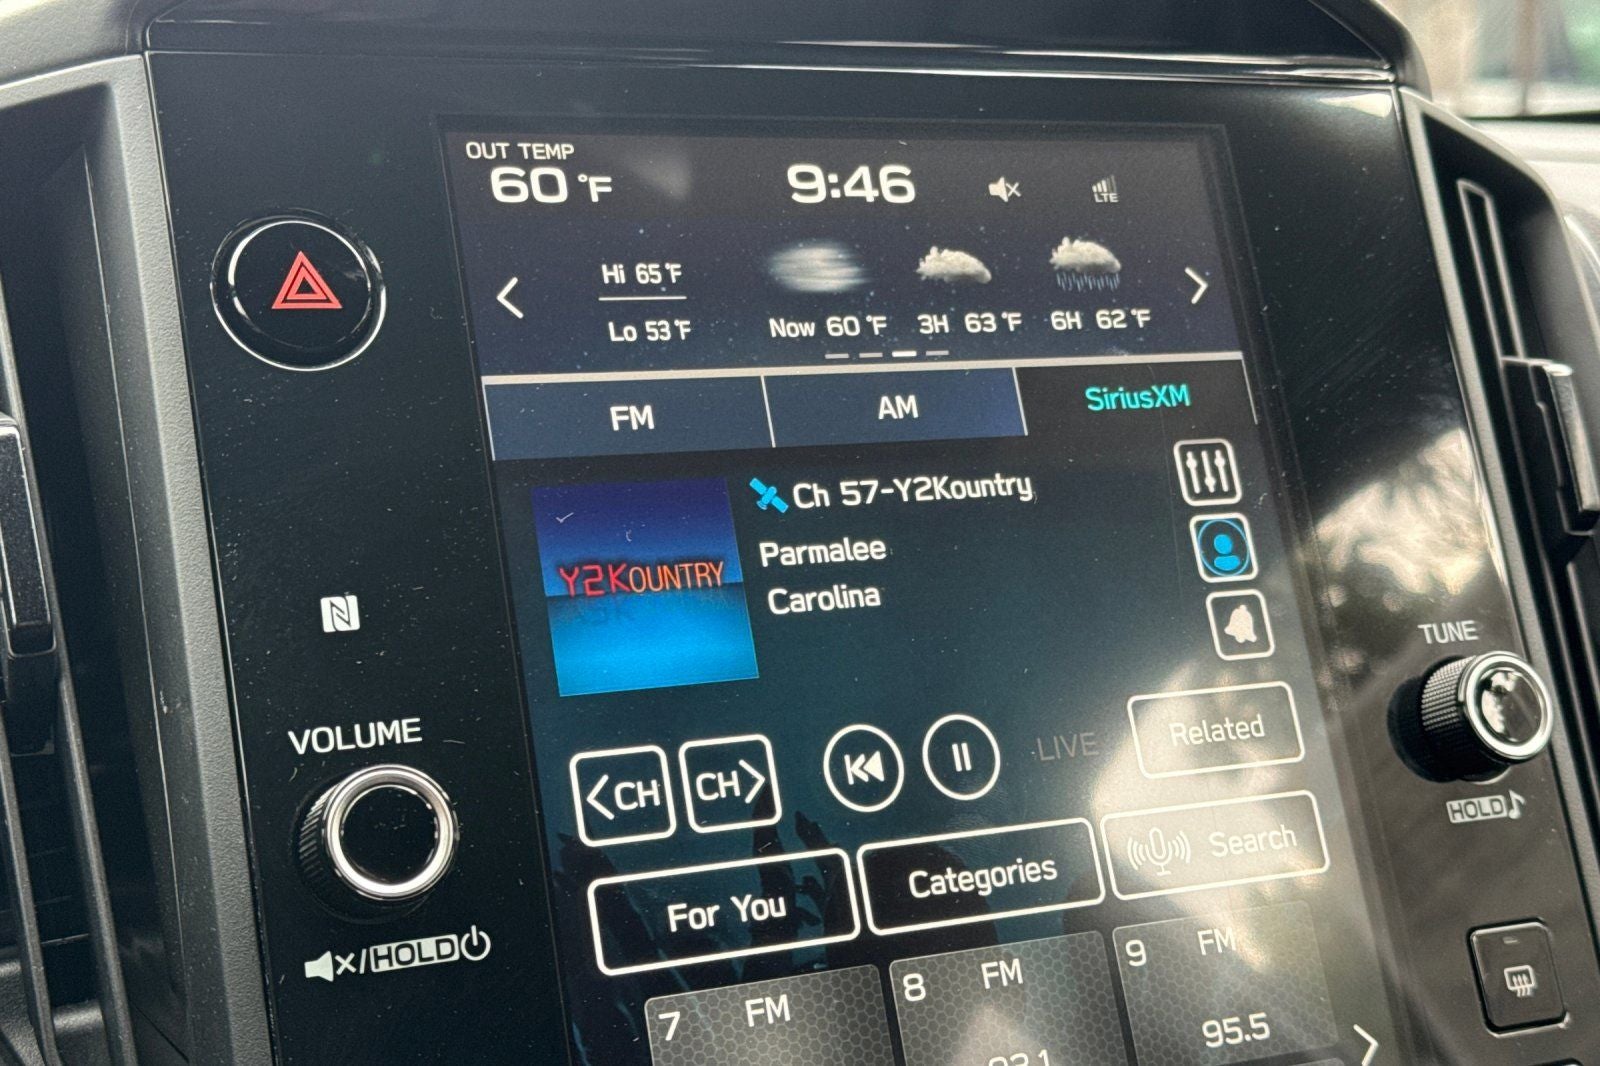 OUT TEMP
60 °F
9:46
LTE
Hi 65°F
Lo 53°F
Now 60 °F
3H 63 °F
6H 62 °F
FM
AM
SiriusXM
Ch 57-Y2Kountry
Parmalee
Carolina
Y2KOUNTRY
VOLUME
/HOLD
TUNE
HOLD
<CH
CH>
LIVE
Related
For You
Categories
Search
7 FM
8 FM
9 FM
95.5